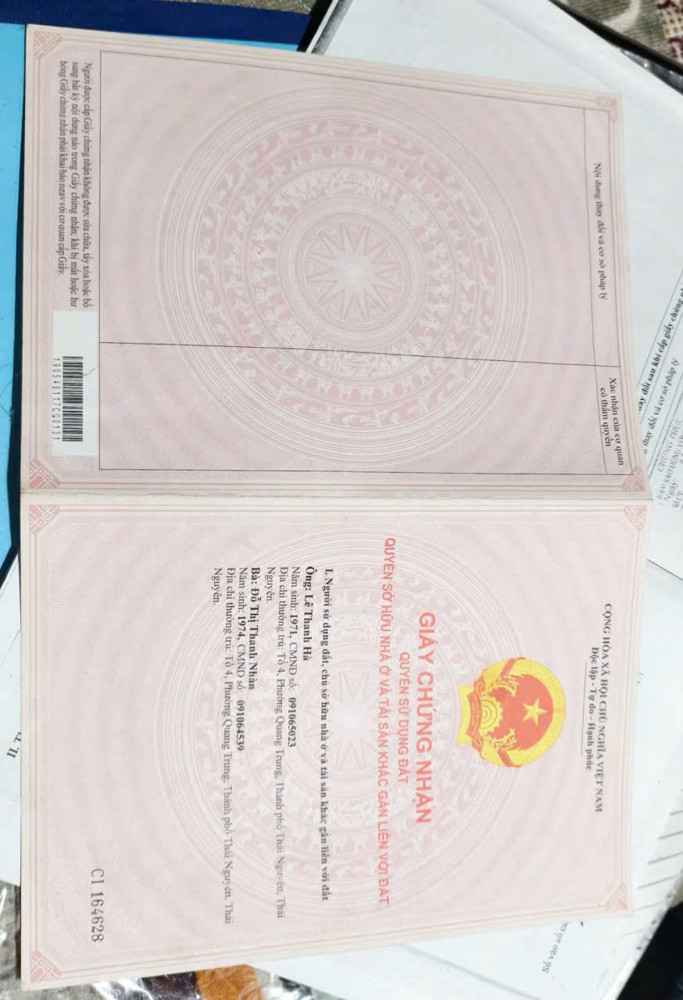 CỘNG HÒA XÃ HỘI CHỦ NGHĨA VIỆT NAM
Độc lập - Tự do - Hạnh phúc
GIẤY CHỨNG NHẬN
QUYỀN SỬ DỤNG ĐẤT
QUYỀN SỞ HỮU NHÀ Ở VÀ TÀI SẢN KHÁC GẮN LIỀN VỚI ĐẤT
I. Người sử dụng đất, chủ sở hữu nhà ở và tài sản khác gắn liền với đất
Ông: Lê Thanh Hà
Năm sinh: 1971, CMND số: 091065023
Địa chỉ thường trú: Tổ 4, Phường Quang Trung, Thành phố Thái Nguyên, Thái
Nguyên.
Bà: Đỗ Thị Thanh Nhàn
Năm sinh: 1974, CMND số: 091064539
Địa chỉ thường trú: Tổ 4, Phường Quang Trung, Thành phố Thái Nguyên, Thái
Nguyên.
CI 164628
Nội dung thay đổi và cơ sở pháp lý
Xác nhận của cơ quan
có thẩm quyền
Người được cấp Giấy chứng nhận không được sửa chữa, tẩy xóa hoặc bổ
sung bất kỳ nội dung nào trong Giấy chứng nhận; khi bị mất hoặc hư
hỏng Giấy chứng nhận phải khai báo ngay với cơ quan cấp Giấy.